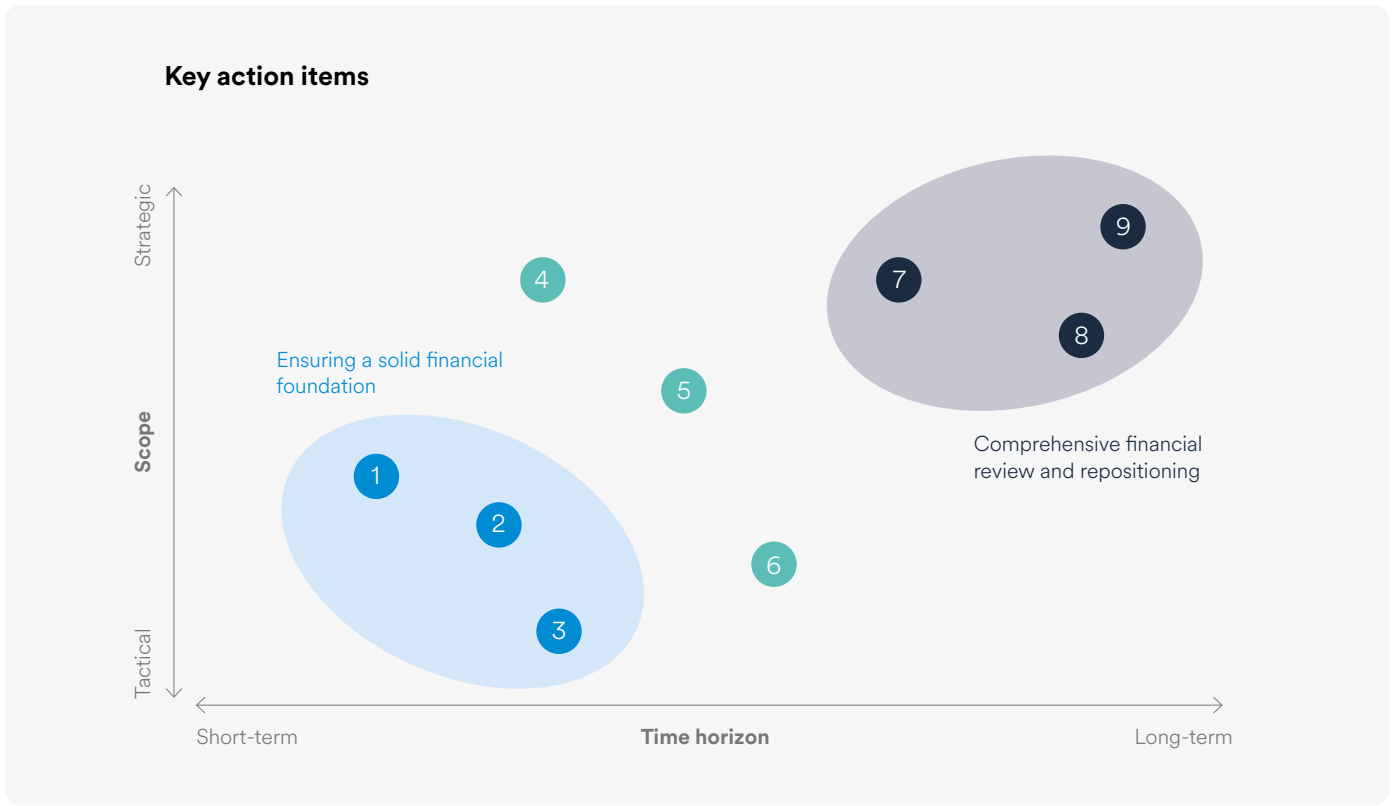 Key action items
Strategic
Scope
Tactical
9
4
7
8
Ensuring a solid financial
foundation
5
Comprehensive financial
review and repositioning
1
2
6
3
Short-term
Time horizon
Long-term